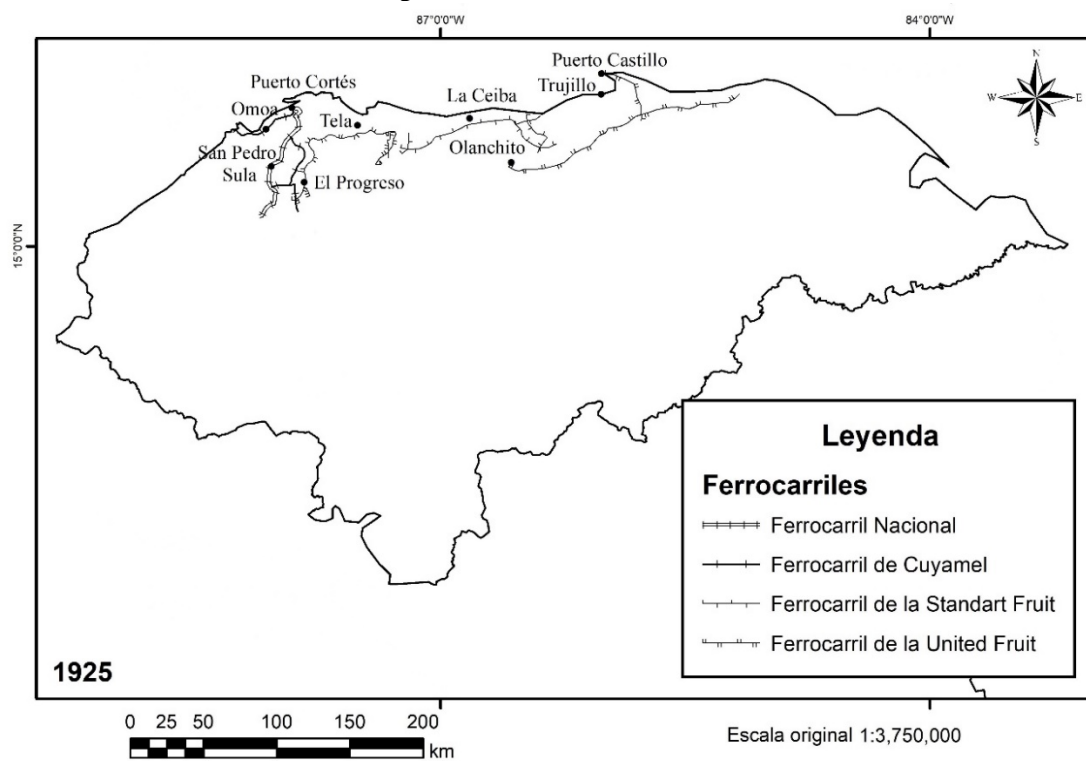 87°0'0"W
84°0'0"W
Puerto Castillo
Puerto Cortés
Trujillo
N
W
E
S
Omoa
La Ceiba
Tela
San Pedro
Sula
Olanchito
El Progreso
15°0'0"N
Leyenda
Ferrocarriles
Ferrocarril Nacional
Ferrocarril de Cuyamel
Ferrocarril de la Standart Fruit
Ferrocarril de la United Fruit
1925
0 25 50 100 150 200
km
Escala original 1:3,750,000